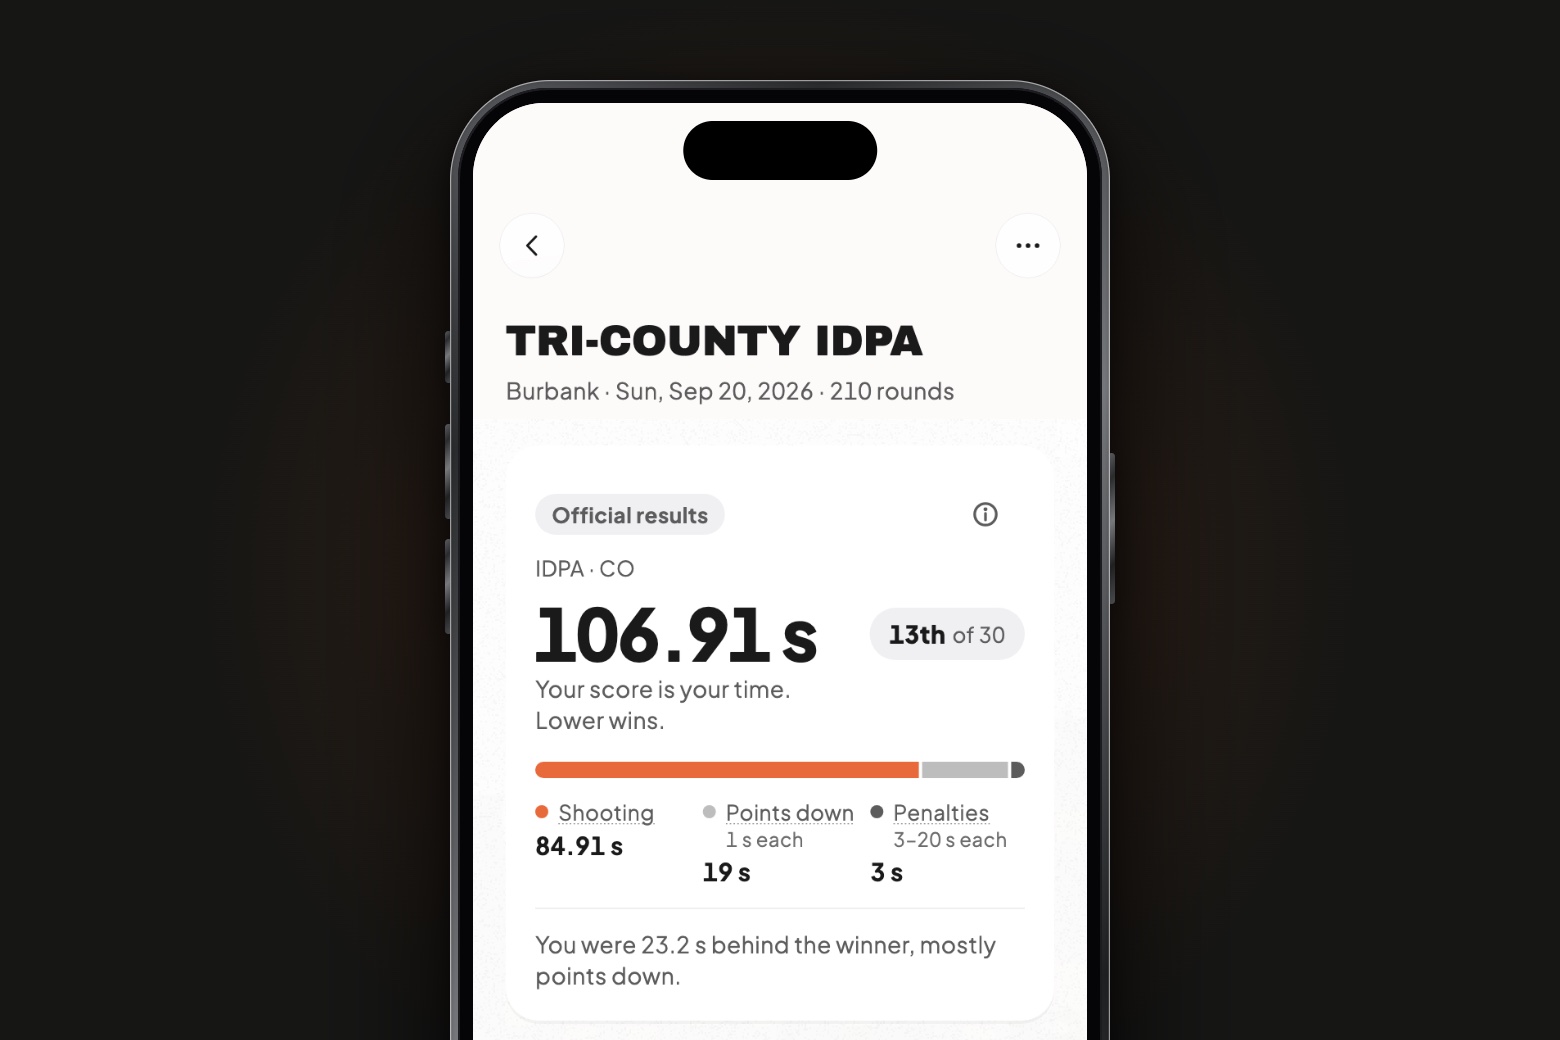 TRI-COUNTY IDPA
Burbank · Sun, Sep 20, 2026 · 210 rounds
Official results
IDPA · CO
106.91 s
13th of 30
Your score is your time.
Lower wins.
Shooting
84.91 s
Points down
1 s each
19 s
Penalties
3–20 s each
3 s
You were 23.2 s behind the winner, mostly
points down.